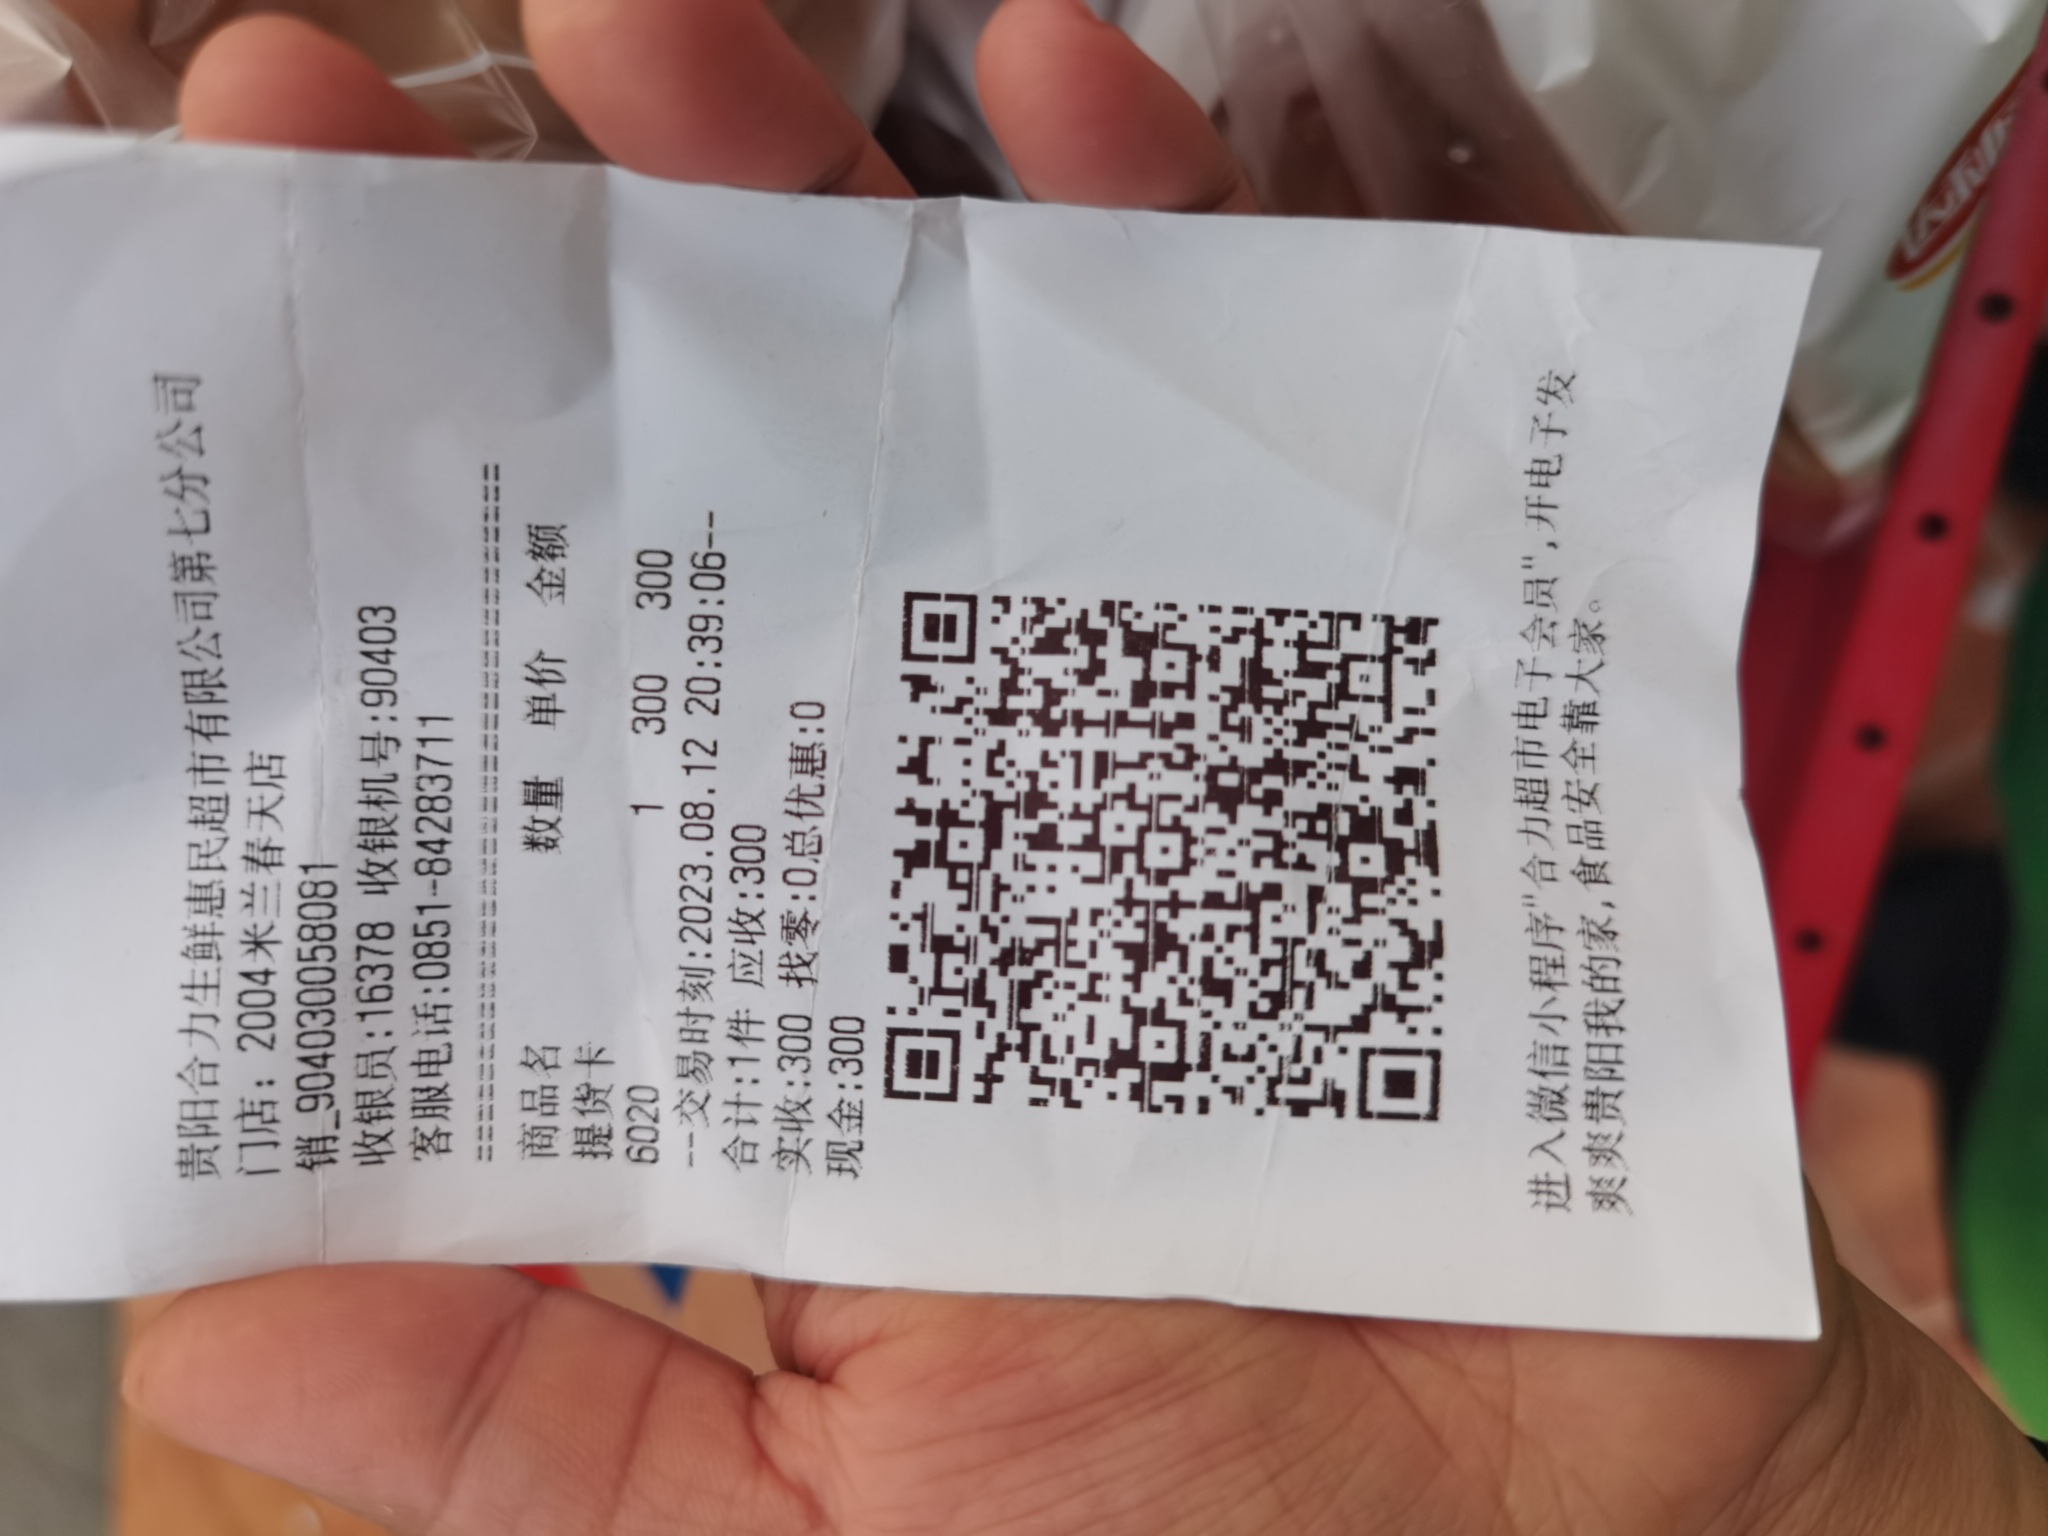 贵阳合力生鲜惠民超市有限公司第七分公司
门店：2004米兰春天店
销_904030058081
收银员:16378 收银机号:90403
客服电话:0851-84283711
==================================
商品名 数量 单价 金额
提货卡
6020 1 300 300
--交易时刻:2023.08.12 20:39:06--
合计:1件 应收:300
实收:300 找零:0总优惠:0
现金:300
进入微信小程序"合力超市电子会员",开电子发
爽爽贵阳我的家,食品安全靠大家。